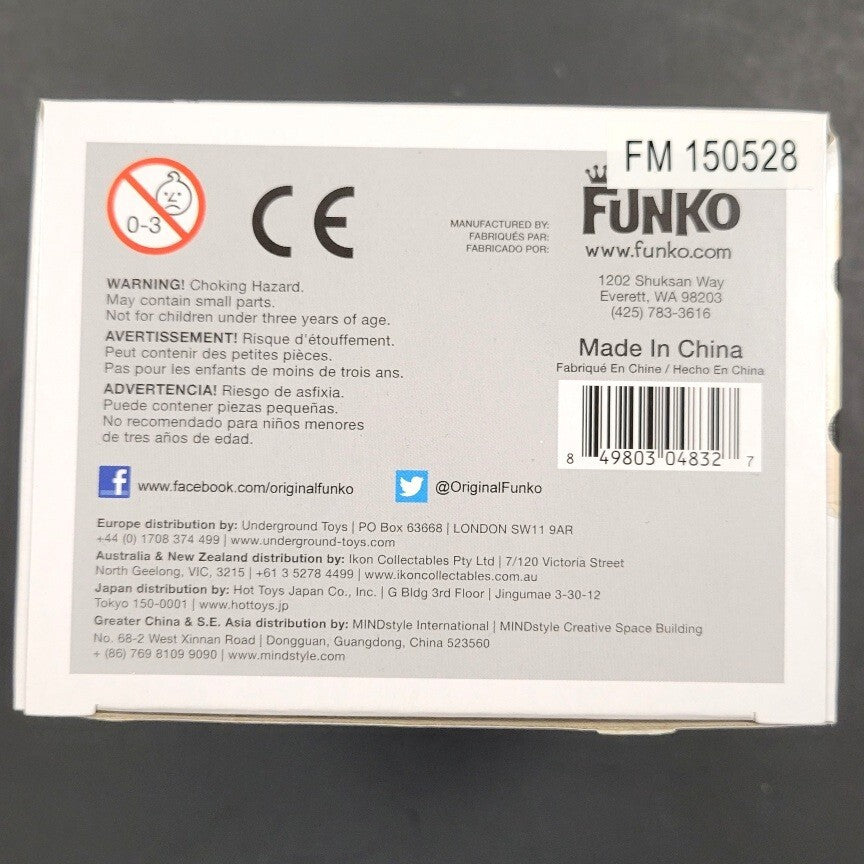 FM 150528
0-3
CE
MANUFACTURED BY:
FABRIQUÉS PAR:
FABRICADO POR:
FUNKO
www.funko.com
1202 Shuksan Way
Everett, WA 98203
(425) 783-3616
WARNING! Choking Hazard.
May contain small parts.
Not for children under three years of age.
AVERTISSEMENT! Risque d'étouffement.
Peut contenir des petites pièces.
Pas pour les enfants de moins de trois ans.
ADVERTENCIA! Riesgo de asfixia.
Puede contener piezas pequeñas.
No recomendado para niños menores
de tres años de edad.
Made In China
Fabriqué En Chine / Hecho En China
8 49803 04832 7
f www.facebook.com/originalfunko
@OriginalFunko
Europe distribution by: Underground Toys | PO Box 63668 | LONDON SW11 9AR
+44 (0) 1708 374 499 | www.underground-toys.com
Australia & New Zealand distribution by: Ikon Collectables Pty Ltd | 7/120 Victoria Street
North Geelong, VIC, 3215 | +61 3 5278 4499 | www.ikoncollectables.com.au
Japan distribution by: Hot Toys Japan Co., Inc. | G Bldg 3rd Floor | Jingumae 3-30-12
Tokyo 150-0001 | www.hottoys.jp
Greater China & S.E. Asia distribution by: MINDstyle International | MINDstyle Creative Space Building
No. 68-2 West Xinnan Road | Dongguan, Guangdong, China 523560
+ (86) 769 8109 9090 | www.mindstyle.com